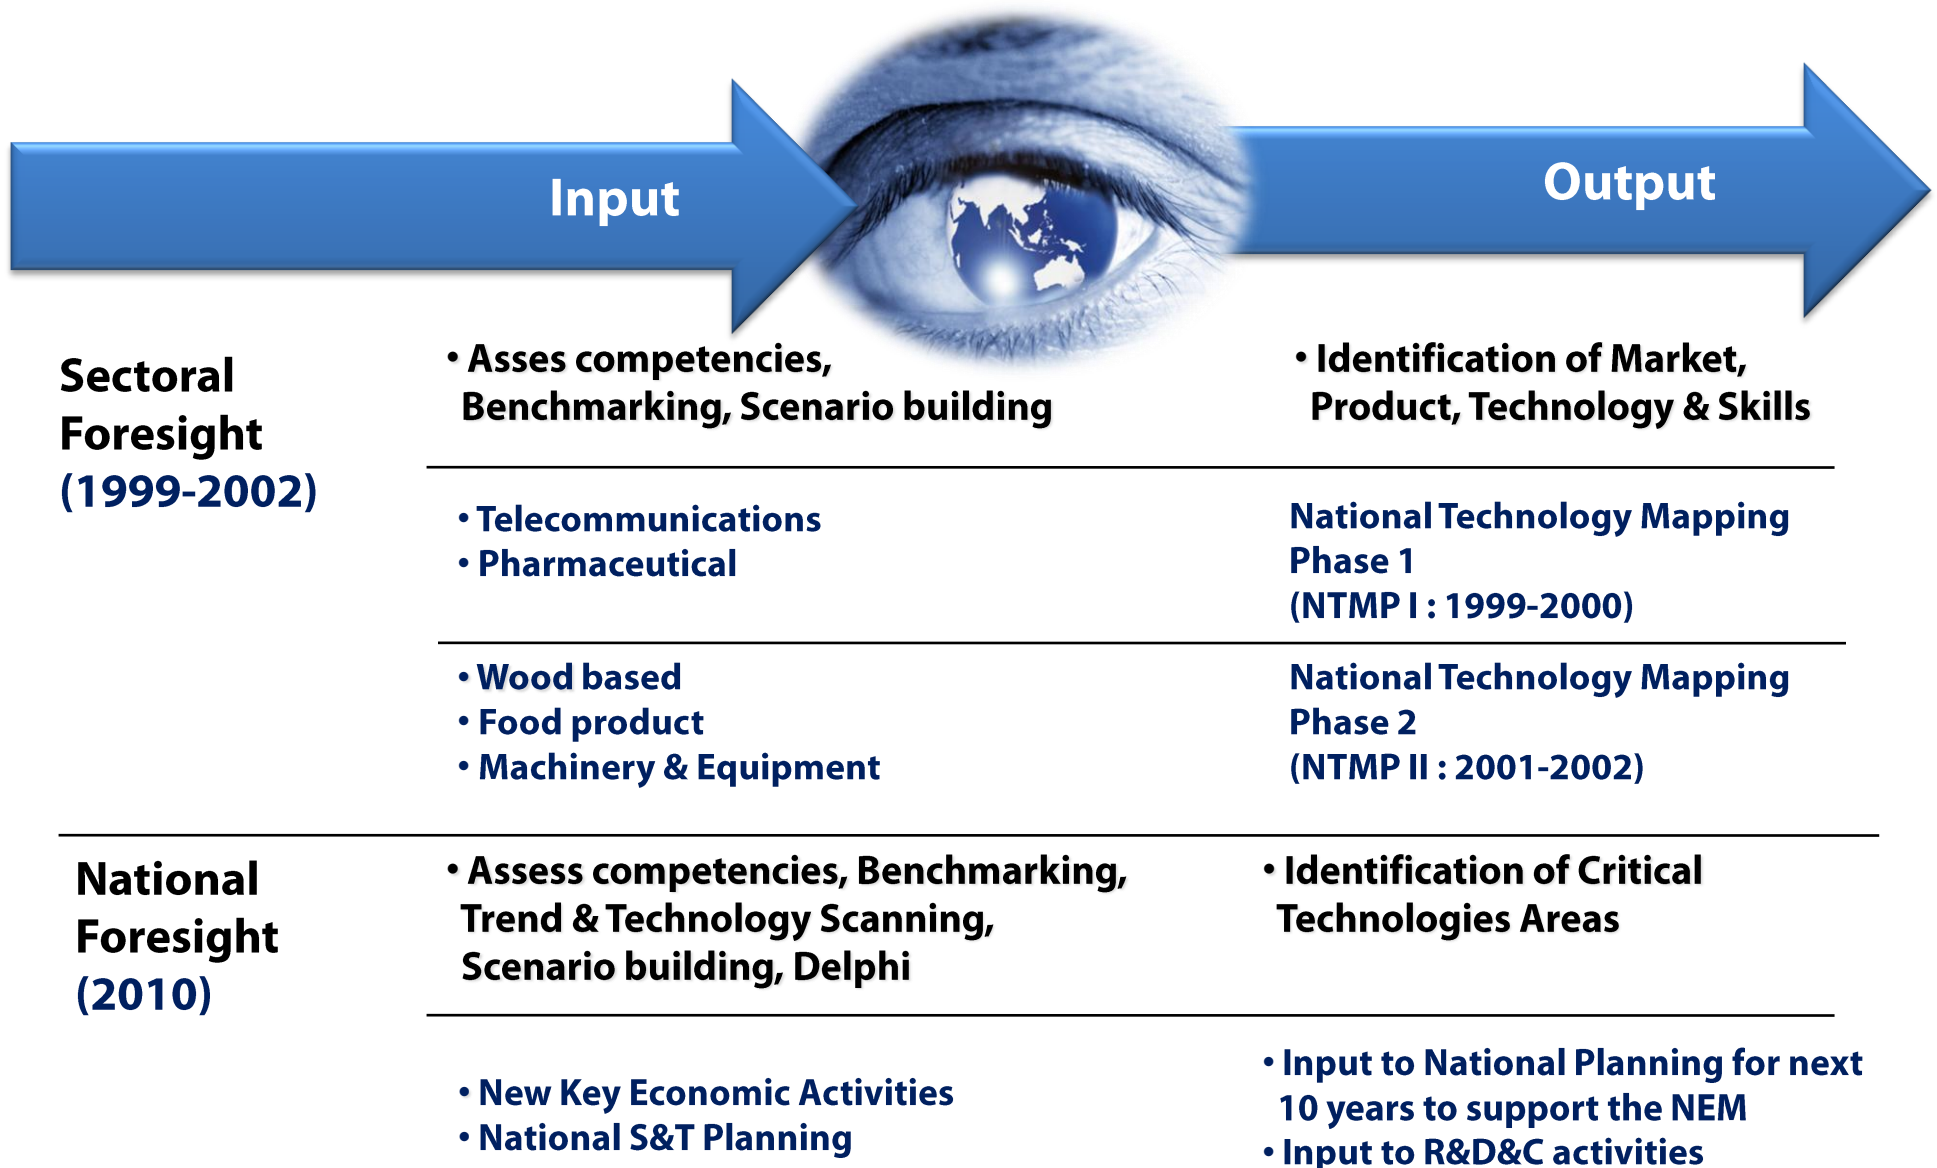 Input
Output
Sectoral
Foresight
(1999-2002)
• Asses competencies,
Benchmarking, Scenario building
• Identification of Market,
Product, Technology & Skills
• Telecommunications
• Pharmaceutical
National Technology Mapping
Phase 1
(NTMP I : 1999-2000)
• Wood based
• Food product
• Machinery & Equipment
National Technology Mapping
Phase 2
(NTMP II : 2001-2002)
National
Foresight
(2010)
• Assess competencies, Benchmarking,
Trend & Technology Scanning,
Scenario building, Delphi
• Identification of Critical
Technologies Areas
• New Key Economic Activities
• National S&T Planning
• Input to National Planning for next
10 years to support the NEM
• Input to R&D&C activities